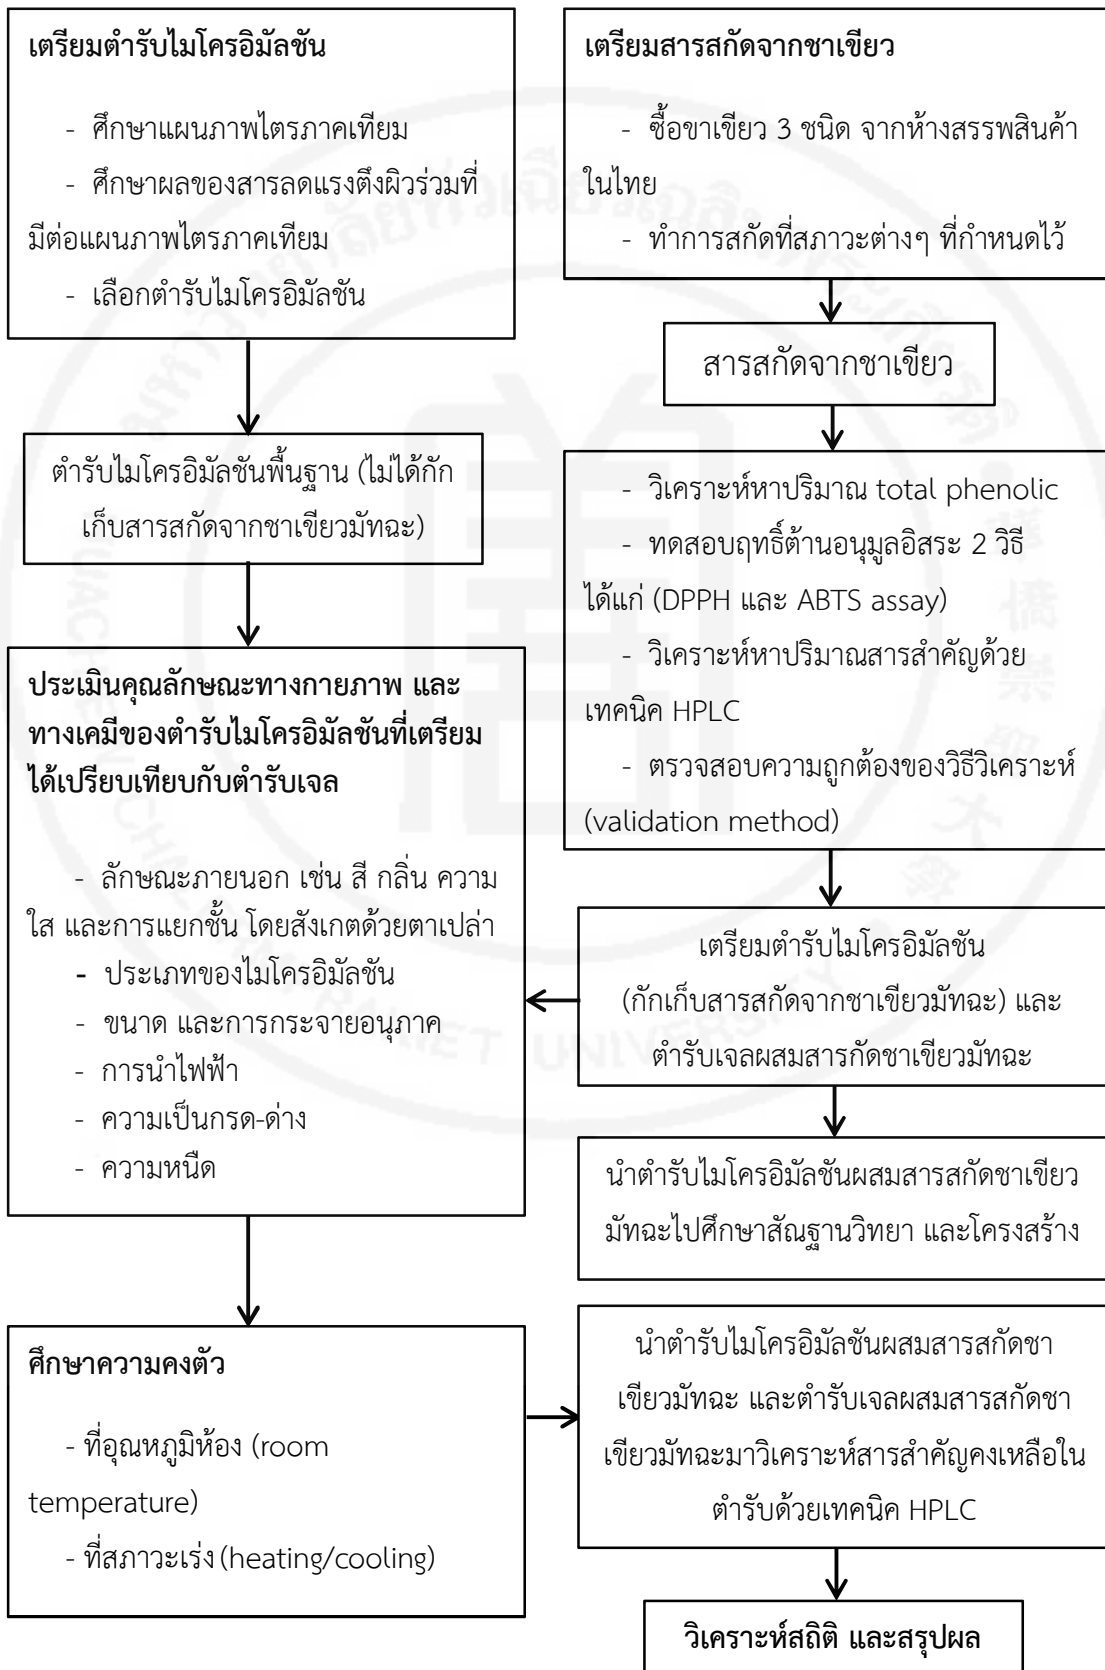 เตรียมตำรับไมโครอิมัลชัน
- ศึกษาแผนภาพไตรภาคเทียม
- ศึกษาผลของสารลดแรงตึงผิวร่วมที่
มีต่อแผนภาพไตรภาคเทียม
- เลือกตำรับไมโครอิมัลชัน
ตำรับไมโครอิมัลชันพื้นฐาน (ไม่ได้กัก
เก็บสารสกัดจากชาเขียวมัทฉะ)
ประเมินคุณลักษณะทางกายภาพ และ
ทางเคมีของตำรับไมโครอิมัลชันที่เตรียม
ได้เปรียบเทียบกับตำรับเจล
- ลักษณะภายนอก เช่น สี กลิ่น ความ
ใส และการแยกชั้น โดยสังเกตด้วยตาเปล่า
- ประเภทของไมโครอิมัลชัน
- ขนาด และการกระจายอนุภาค
- การนำไฟฟ้า
- ความเป็นกรด-ด่าง
- ความหนืด
ศึกษาความคงตัว
- ที่อุณหภูมิห้อง (room
temperature)
- ที่สภาวะเร่ง (heating/cooling)
เตรียมสารสกัดจากชาเขียว
- ซื้อขาเขียว 3 ชนิด จากห้างสรรพสินค้า
ในไทย
- ทำการสกัดที่สภาวะต่างๆ ที่กำหนดไว้
สารสกัดจากชาเขียว
- วิเคราะห์หาปริมาณ total phenolic
- ทดสอบฤทธิ์ต้านอนุมูลอิสระ 2 วิธี
ได้แก่ (DPPH และ ABTS assay)
- วิเคราะห์หาปริมาณสารสำคัญด้วย
เทคนิค HPLC
- ตรวจสอบความถูกต้องของวิธีวิเคราะห์
(validation method)
เตรียมตำรับไมโครอิมัลชัน
(กักเก็บสารสกัดจากชาเขียวมัทฉะ) และ
ตำรับเจลผสมสารกัดชาเขียวมัทฉะ
นำตำรับไมโครอิมัลชันผสมสารสกัดชาเขียว
มัทฉะไปศึกษาสัณฐานวิทยา และโครงสร้าง
นำตำรับไมโครอิมัลชันผสมสารสกัดชา
เขียวมัทฉะ และตำรับเจลผสมสารสกัดชา
เขียวมัทฉะมาวิเคราะห์สารสำคัญคงเหลือใน
ตำรับด้วยเทคนิค HPLC
วิเคราะห์สถิติ และสรุปผล